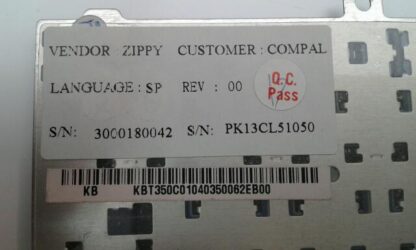 VENDOR : ZIPPY CUSTOMER : COMPAL
LANGUAGE : SP REV : 00
Q.C.
Pass
S/N: 3000180042 S/N: PK13CL51050
KB KBT350C01040350062EB00